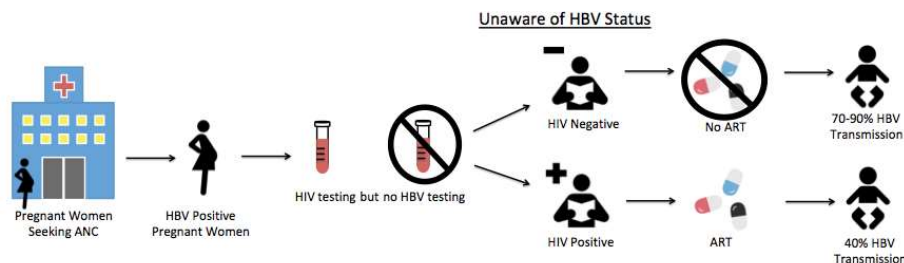 Unaware of HBV Status
HIV Negative
No ART
70-90% HBV
Transmission
Pregnant Women
Seeking ANC
HBV Positive
Pregnant Women
HIV testing but no HBV testing
HIV Positive
ART
40% HBV
Transmission